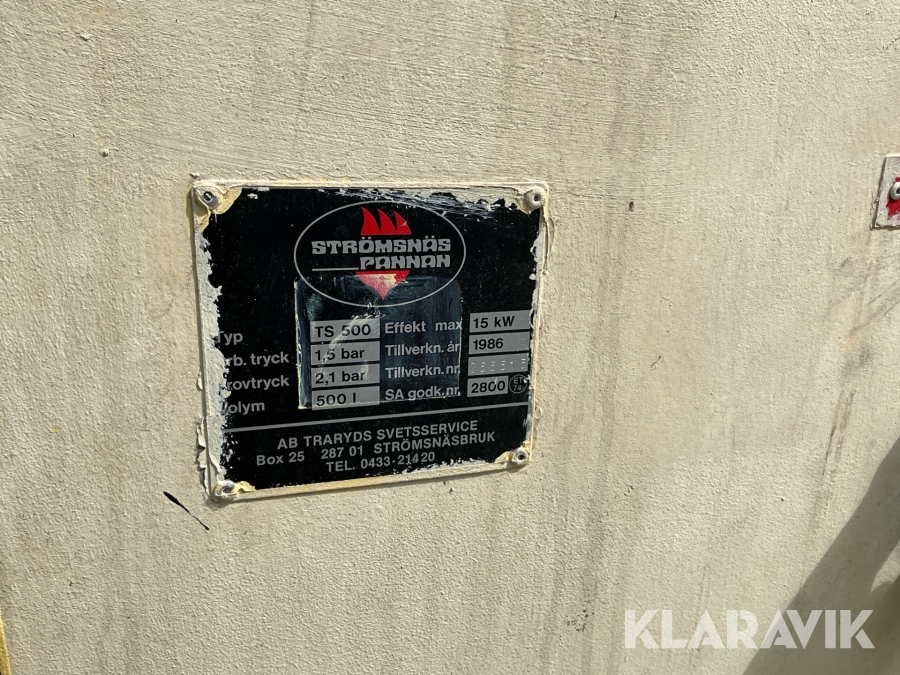 STRÖMSNÄS
PANNAN
Typ TS 500 Effekt max 15 kW
rb. tryck 1,5 bar Tillverkn. år 1986
rovtryck 2,1 bar Tillverkn. nr.
olym 500 l SA godk. nr. 2800
AB TRARYDS SVETSSERVICE
Box 25 287 01 STRÖMSNÄSBRUK
TEL. 0433-21420
KLARAVIK